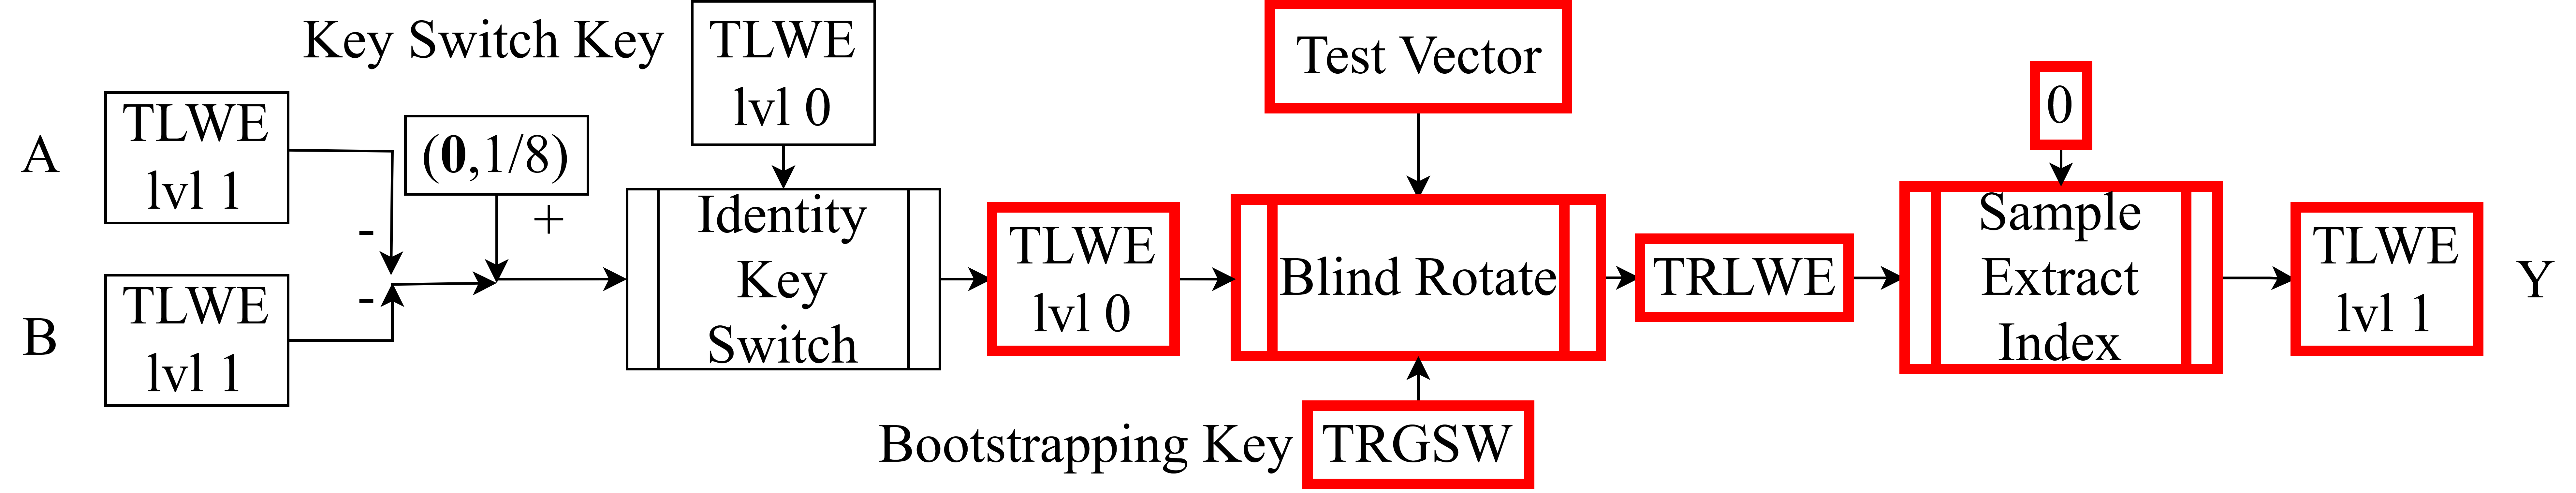 Key Switch Key
TLWE
lvl 0
Test Vector
0
A
TLWE
lvl 1
-
(0,1/8)
+
B
TLWE
lvl 1
-
Identity
Key
Switch
TLWE
lvl 0
Blind Rotate
Bootstrapping Key
TRGSW
TRLWE
Sample
Extract
Index
TLWE
lvl 1
Y